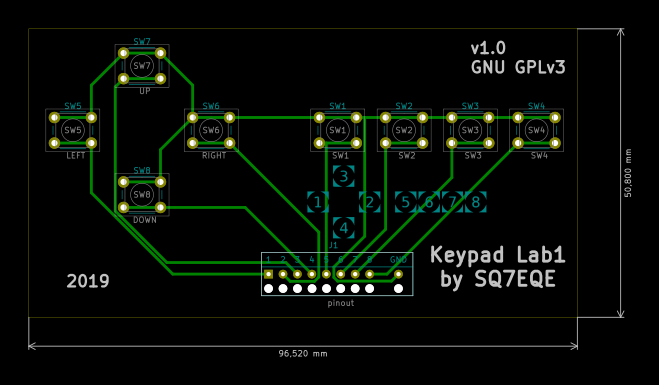 SW7
SW7
UP
v1.0
GNU GPLv3
SW5
SW6
SW1
SW2
SW3
SW4
SW5
SW6
SW1
SW2
SW3
SW4
LEFT
RIGHT
SW1
SW2
SW3
SW4
SW8
SW8
DOWN
3
1
2
5
6
7
8
4
J1
1 2 3 4 5 6 7 8 GND
pinout
2019
Keypad Lab1
by SQ7EQE
50,800 mm
96,520 mm